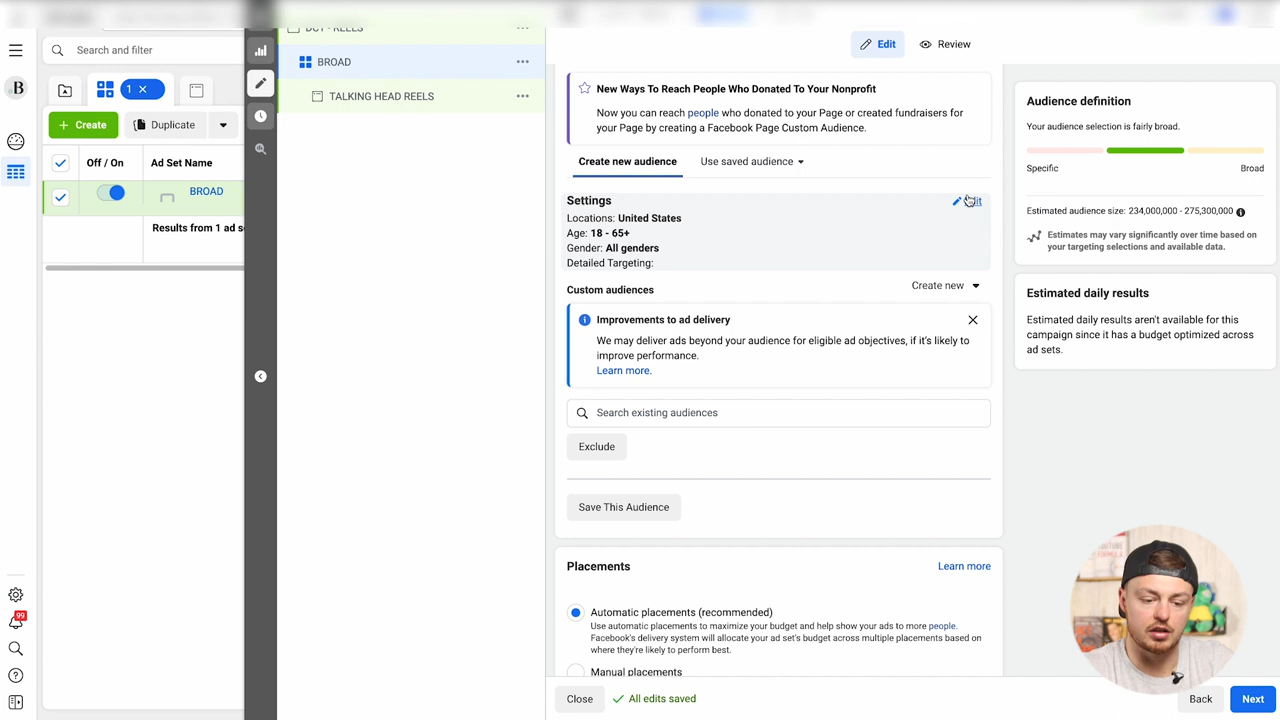 Search and filter
1
Create
Duplicate
Off / On
Ad Set Name
BROAD
Results from 1 ad s
99
DCT - REELS
BROAD
TALKING HEAD REELS
Edit
Review
New Ways To Reach People Who Donated To Your Nonprofit
Now you can reach people who donated to your Page or created fundraisers for
your Page by creating a Facebook Page Custom Audience.
Create new audience
Use saved audience
Settings
Edit
Locations: United States
Age: 18 - 65+
Gender: All genders
Detailed Targeting:
Custom audiences
Create new
Improvements to ad delivery
We may deliver ads beyond your audience for eligible ad objectives, if it's likely to
improve performance.
Learn more.
Search existing audiences
Exclude
Save This Audience
Placements
Learn more
Automatic placements (recommended)
Use automatic placements to maximize your budget and help show your ads to more people.
Facebook's delivery system will allocate your ad set's budget across multiple placements based on
where they're likely to perform best.
Manual placements
Close
All edits saved
Back
Next
Audience definition
Your audience selection is fairly broad.
Specific
Broad
Estimated audience size: 234,000,000 - 275,300,000
Estimates may vary significantly over time based on
your targeting selections and available data.
Estimated daily results
Estimated daily results aren't available for this
campaign since it has a budget optimized across
ad sets.